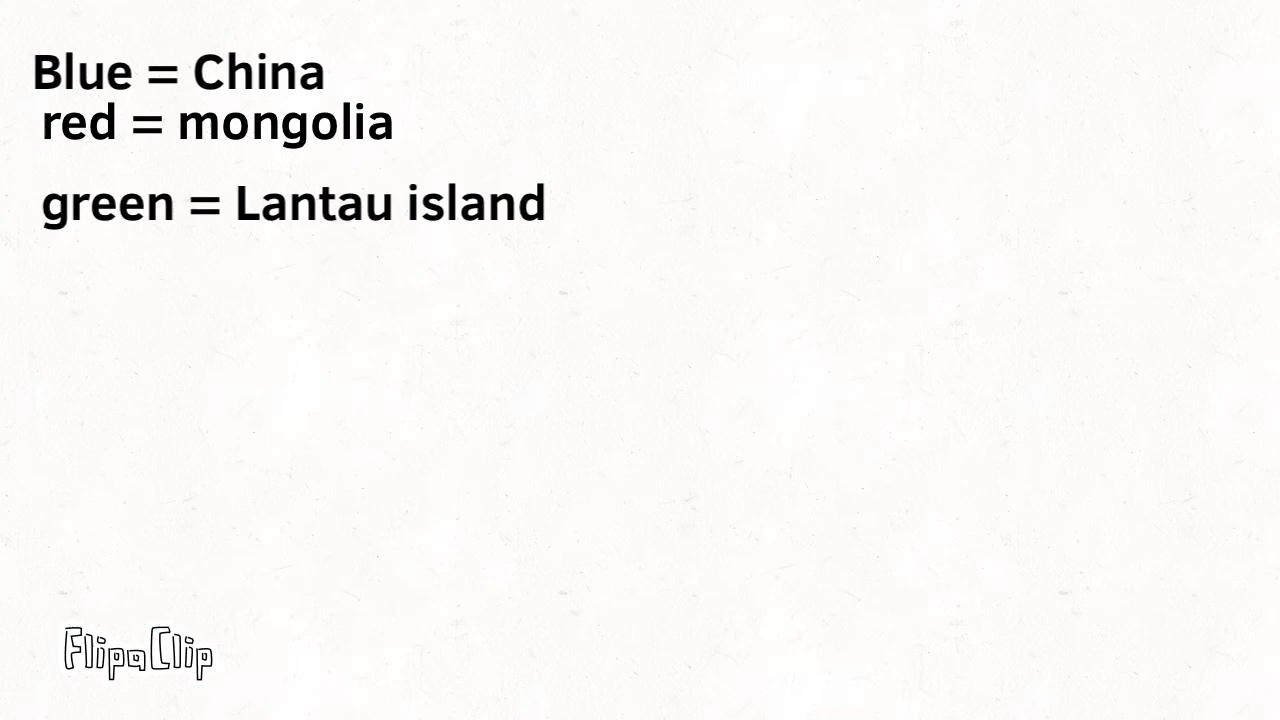 Blue = China
red = mongolia
green = Lantau island
FlipaClip